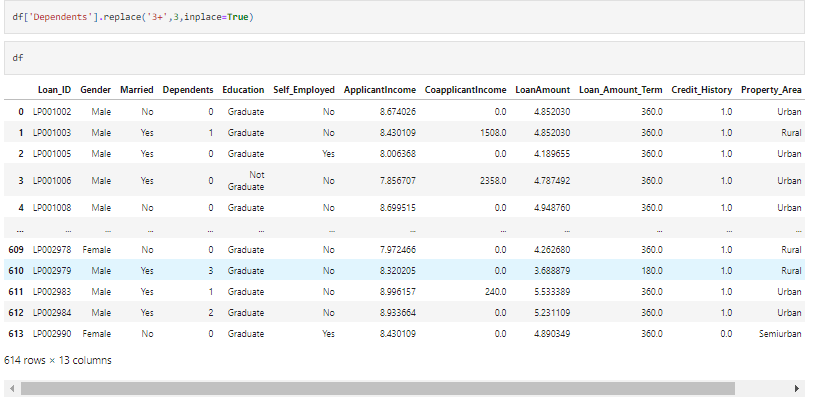 df['Dependents'].replace('3+',3,inplace=True)
df
Loan_ID Gender Married Dependents Education Self_Employed ApplicantIncome CoapplicantIncome LoanAmount Loan_Amount_Term Credit_History Property_Area
0 LP001002 Male No 0 Graduate No 8.674026 0.0 4.852030 360.0 1.0 Urban
1 LP001003 Male Yes 1 Graduate No 8.430109 1508.0 4.852030 360.0 1.0 Rural
2 LP001005 Male Yes 0 Graduate Yes 8.006368 0.0 4.189655 360.0 1.0 Urban
3 LP001006 Male Yes 0 Not Graduate No 7.856707 2358.0 4.787492 360.0 1.0 Urban
4 LP001008 Male No 0 Graduate No 8.699515 0.0 4.948760 360.0 1.0 Urban
... ... ... ... ... ... ... ... ... ... ... ... ...
609 LP002978 Female No 0 Graduate No 7.972466 0.0 4.262680 360.0 1.0 Rural
610 LP002979 Male Yes 3 Graduate No 8.320205 0.0 3.688879 180.0 1.0 Rural
611 LP002983 Male Yes 1 Graduate No 8.996157 240.0 5.533389 360.0 1.0 Urban
612 LP002984 Male Yes 2 Graduate No 8.933664 0.0 5.231109 360.0 1.0 Urban
613 LP002990 Female No 0 Graduate Yes 8.430109 0.0 4.890349 360.0 0.0 Semiurban
614 rows × 13 columns